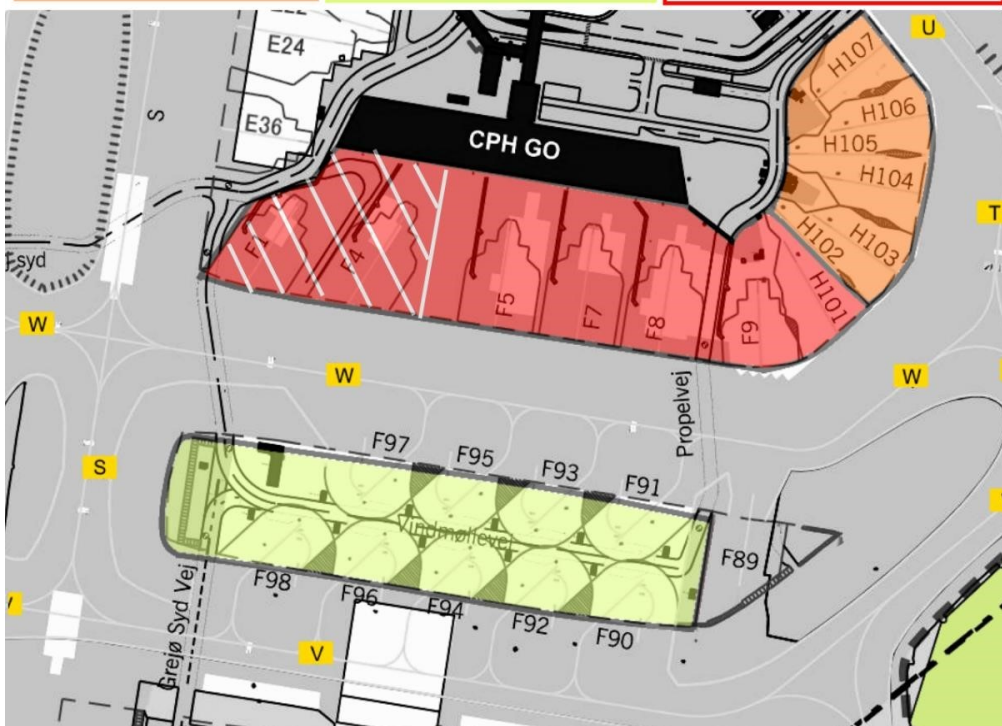 E24
E36
S
CPH GO
U
H107
H106
H105
H104
H103
H102
H101
T
syd
F1
F4
F5
F7
F8
F9
W
W
W
Propelvej
S
F97
F95
F93
F91
Vindmøllevej
F89
F98
F96
F94
F92
F90
Grejø Syd Vej
V